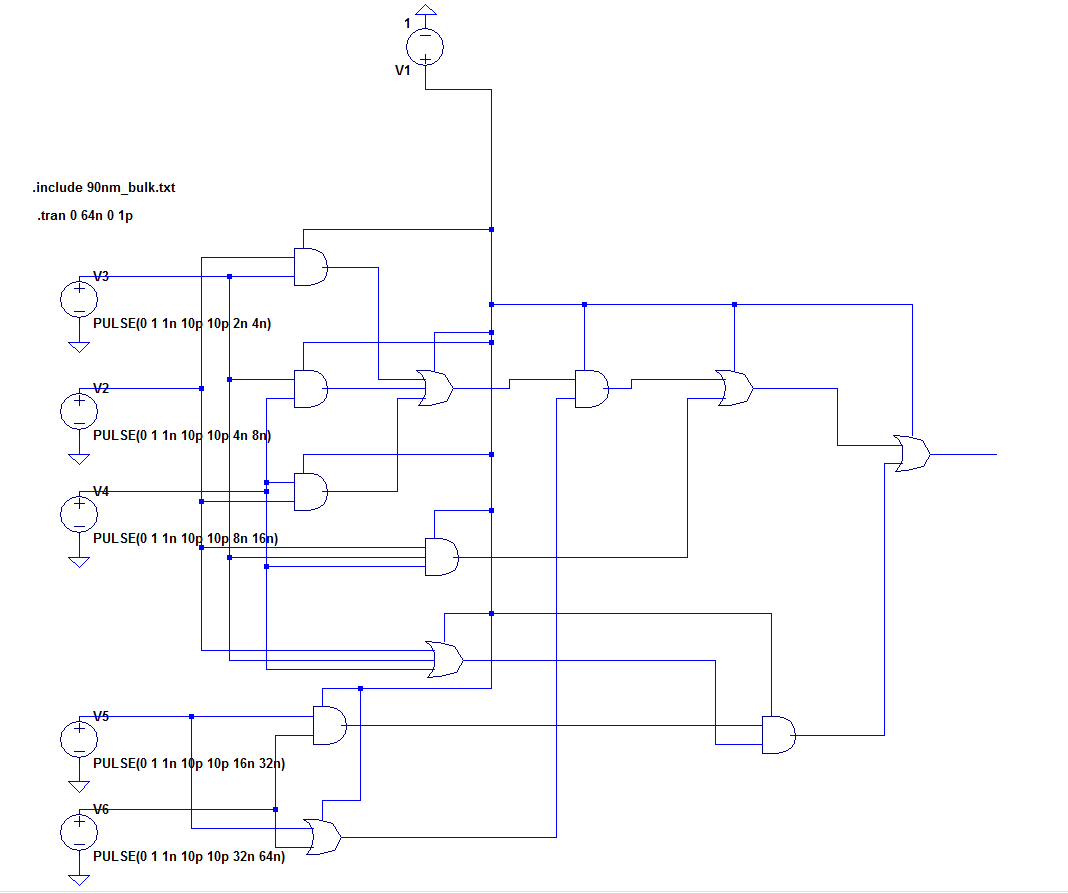 1
V1
.include 90nm_bulk.txt
.tran 0 64n 0 1p
V3
PULSE(0 1 1n 10p 10p 2n 4n)
V2
PULSE(0 1 1n 10p 10p 4n 8n)
V4
PULSE(0 1 1n 10p 10p 8n 16n)
V5
PULSE(0 1 1n 10p 10p 16n 32n)
V6
PULSE(0 1 1n 10p 10p 32n 64n)